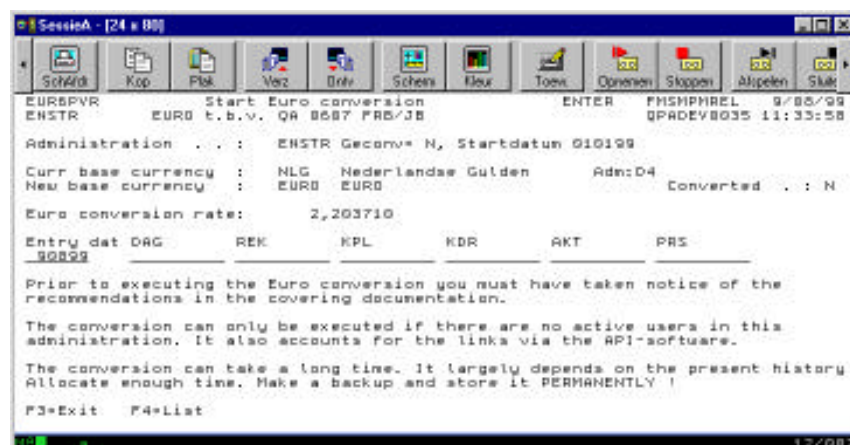 SessieA - [24 x 80]
Schafdr Kop Plak Verz Ontv Schem Kleur Toew. Opnemen Stoppen Afspelen Sluite
EUR6PVR Start Euro conversion ENTER FMSMPMREL 9/08/99
ENSTR EURO t.b.v. QA 8687 FRB/JB QPADEV0035 11:33:58
Administration . . : ENSTR Geconv= N, Startdatum 010199
Curr base currency : NLG Nederlandse Gulden Adm:D4
New base currency : EURO EURO Converted . : N
Euro conversion rate: 2,203710
Entry dat DAG REK KPL KDR AKT PRS
90899
Prior to executing the Euro conversion you must have taken notice of the
recommendations in the covering documentation.
The conversion can only be executed if there are no active users in this
administration. It also accounts for the links via the API-software.
The conversion can take a long time. It largely depends on the present history
Allocate enough time. Make a backup and store it PERMANENTLY !
F3=Exit F4=List